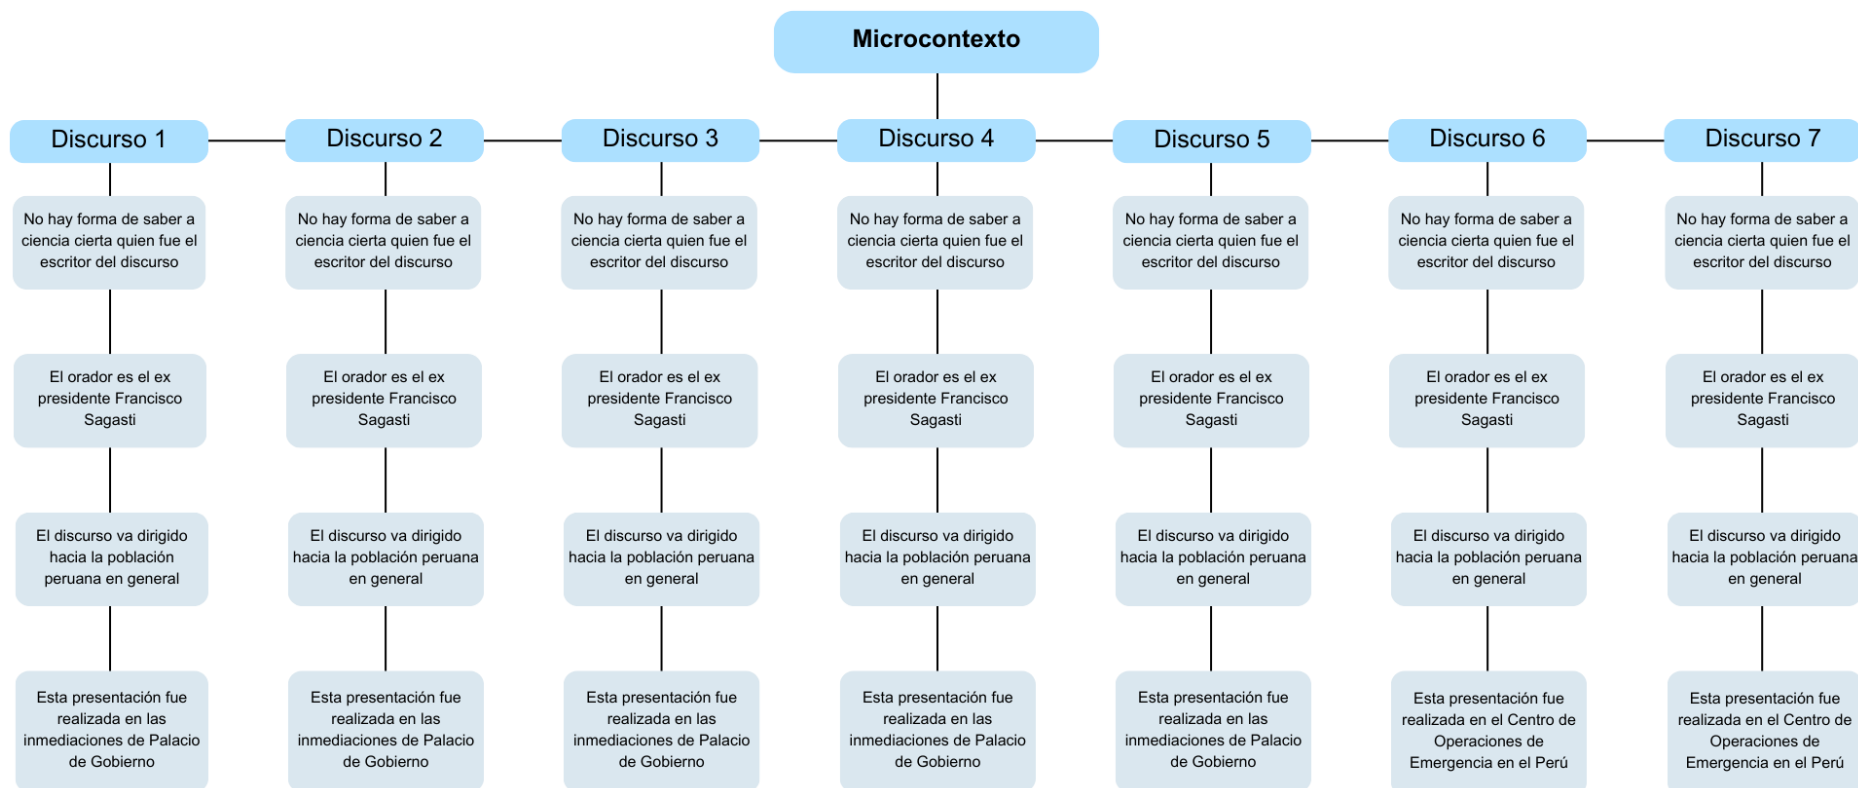 Microcontexto
Discurso 1
Discurso 2
Discurso 3
Discurso 4
Discurso 5
Discurso 6
Discurso 7
No hay forma de saber a
ciencia cierta quien fue el
escritor del discurso
No hay forma de saber a
ciencia cierta quien fue el
escritor del discurso
No hay forma de saber a
ciencia cierta quien fue el
escritor del discurso
No hay forma de saber a
ciencia cierta quien fue el
escritor del discurso
No hay forma de saber a
ciencia cierta quien fue el
escritor del discurso
No hay forma de saber a
ciencia cierta quien fue el
escritor del discurso
No hay forma de saber a
ciencia cierta quien fue el
escritor del discurso
El orador es el ex
presidente Francisco
Sagasti
El orador es el ex
presidente Francisco
Sagasti
El orador es el ex
presidente Francisco
Sagasti
El orador es el ex
presidente Francisco
Sagasti
El orador es el ex
presidente Francisco
Sagasti
El orador es el ex
presidente Francisco
Sagasti
El orador es el ex
presidente Francisco
Sagasti
El discurso va dirigido
hacia la población
peruana en general
El discurso va dirigido
hacia la población peruana
en general
El discurso va dirigido
hacia la población peruana
en general
El discurso va dirigido
hacia la población peruana
en general
El discurso va dirigido
hacia la población peruana
en general
El discurso va dirigido
hacia la población peruana
en general
El discurso va dirigido
hacia la población peruana
en general
Esta presentación fue
realizada en las
inmediaciones de Palacio
de Gobierno
Esta presentación fue
realizada en las
inmediaciones de Palacio
de Gobierno
Esta presentación fue
realizada en las
inmediaciones de Palacio
de Gobierno
Esta presentación fue
realizada en las
inmediaciones de Palacio
de Gobierno
Esta presentación fue
realizada en las
inmediaciones de Palacio
de Gobierno
Esta presentación fue
realizada en el Centro de
Operaciones de
Emergencia en el Perú
Esta presentación fue
realizada en el Centro de
Operaciones de
Emergencia en el Perú